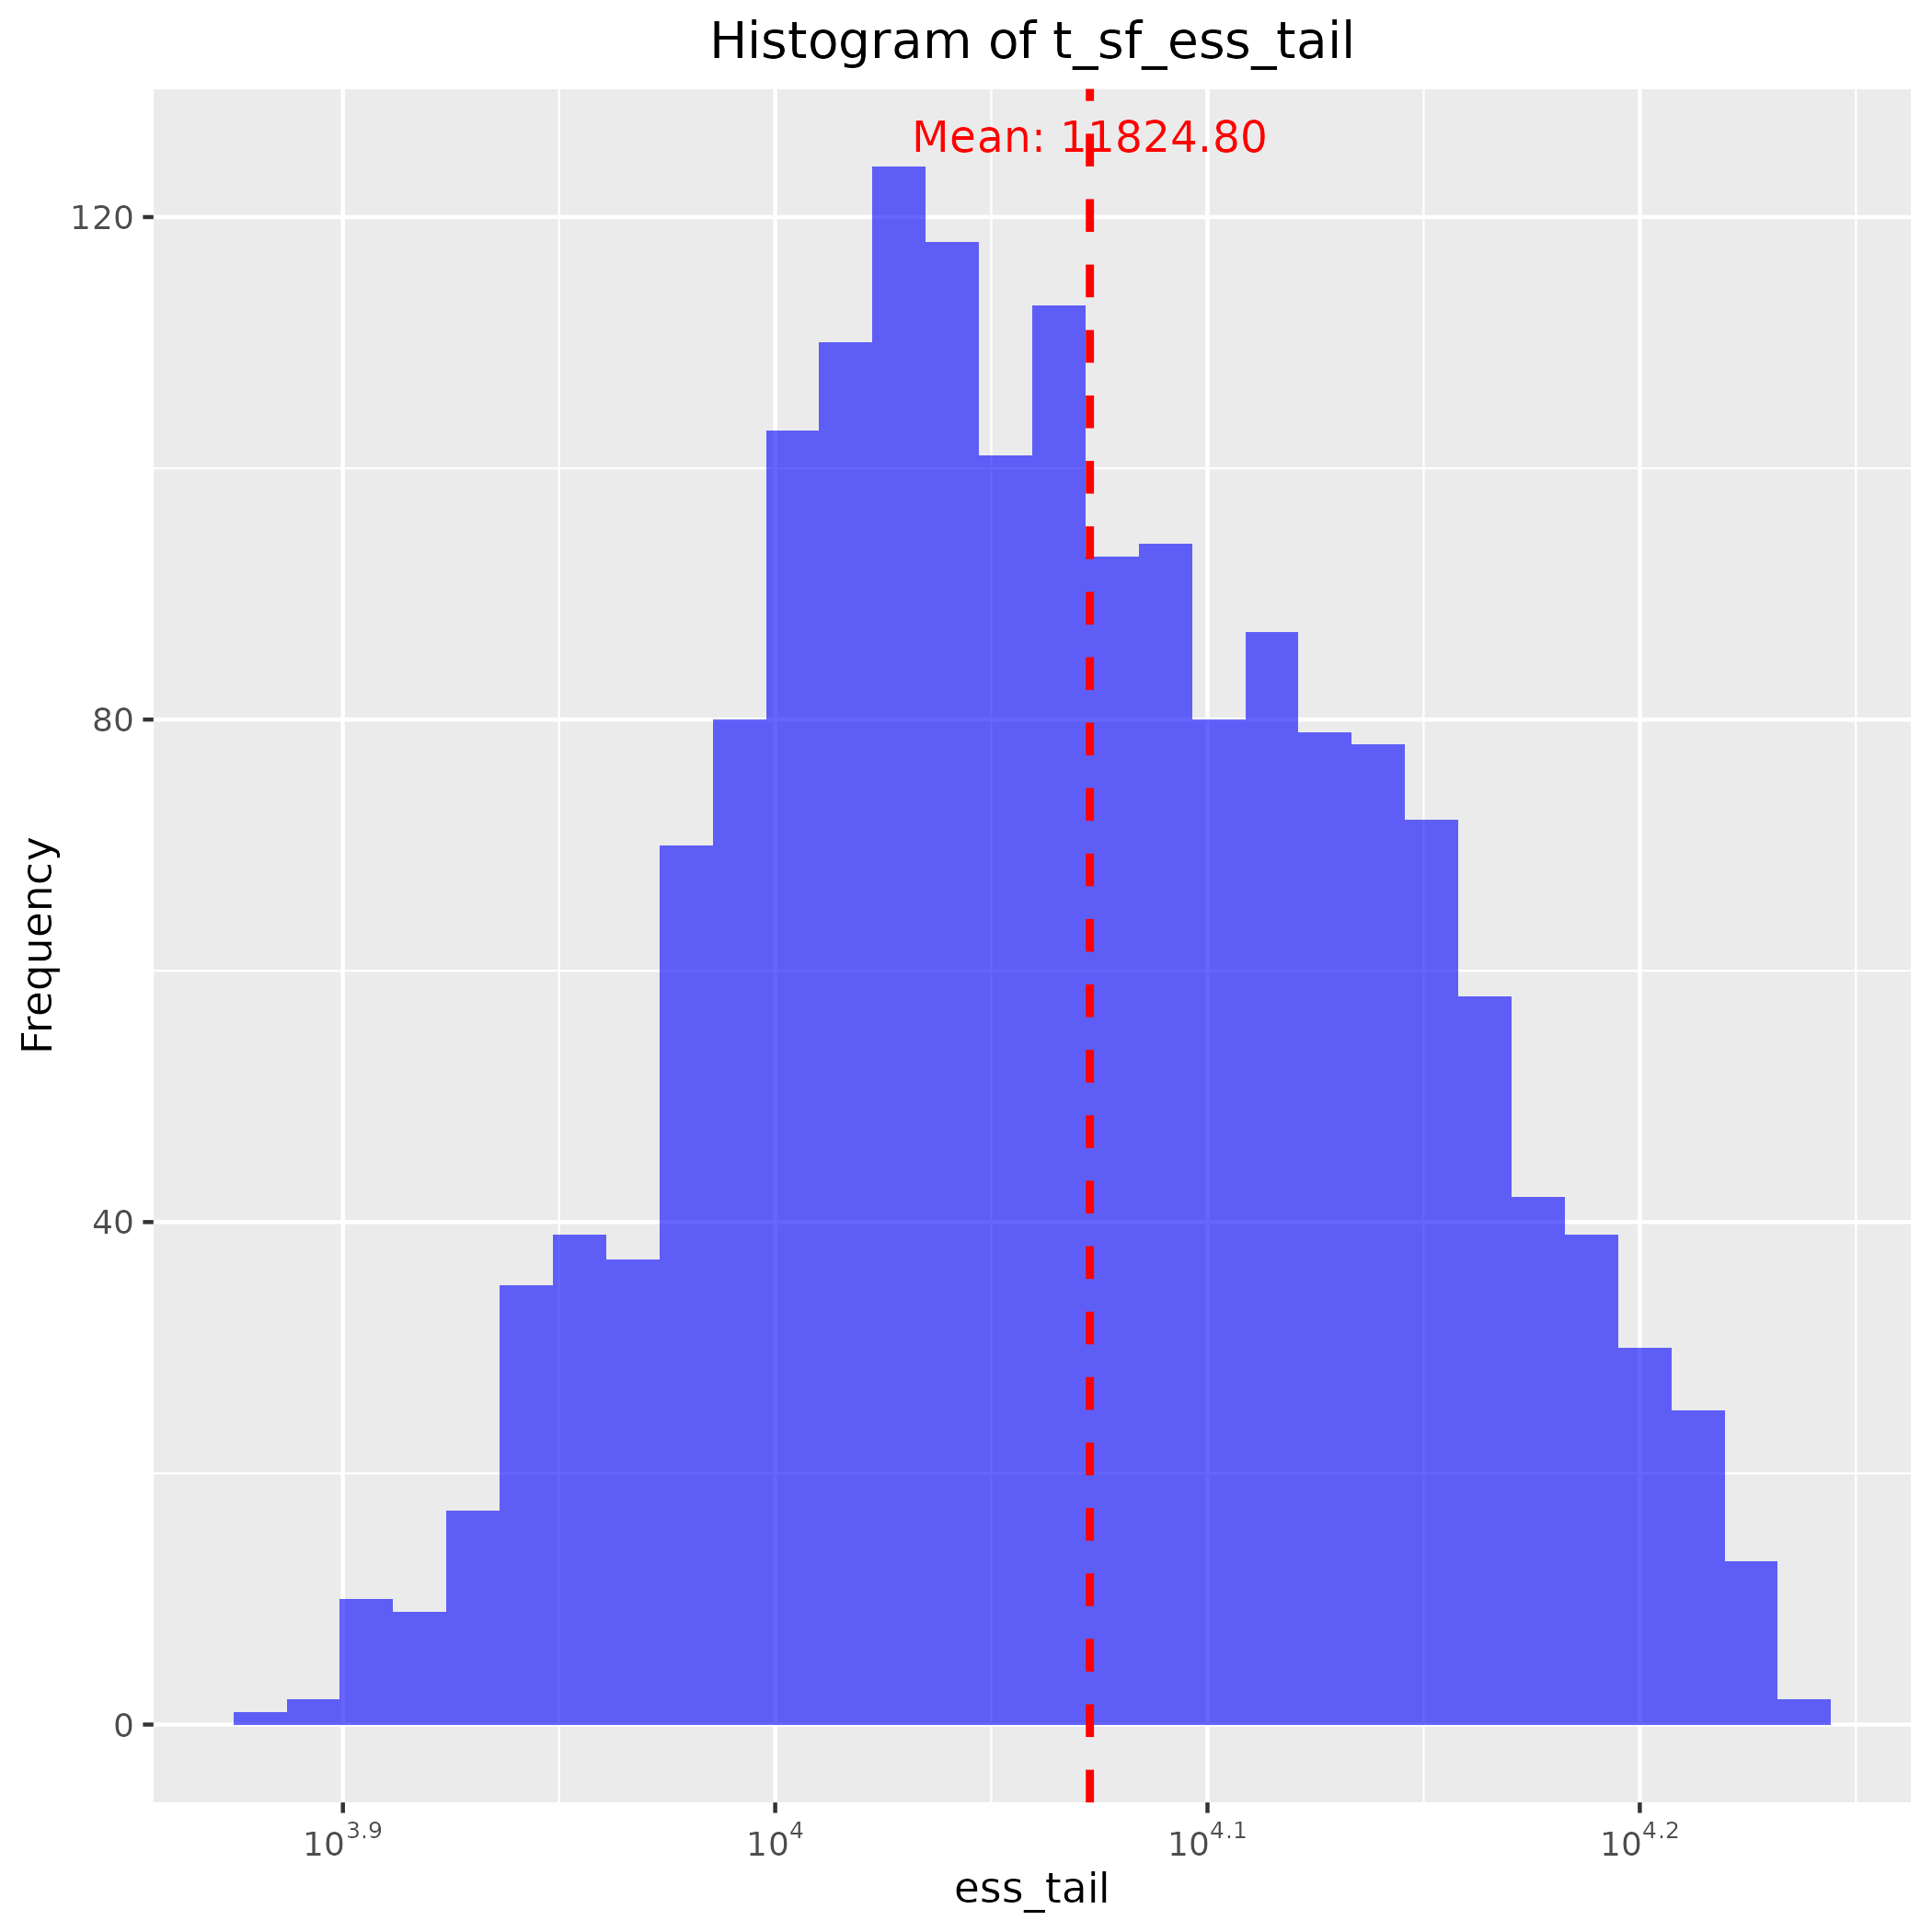 Histogram of t_sf_ess_tail
Mean: 11824.80
120
80
40
0
Frequency
10^3.9 10^4 10^4.1 10^4.2
ess_tail